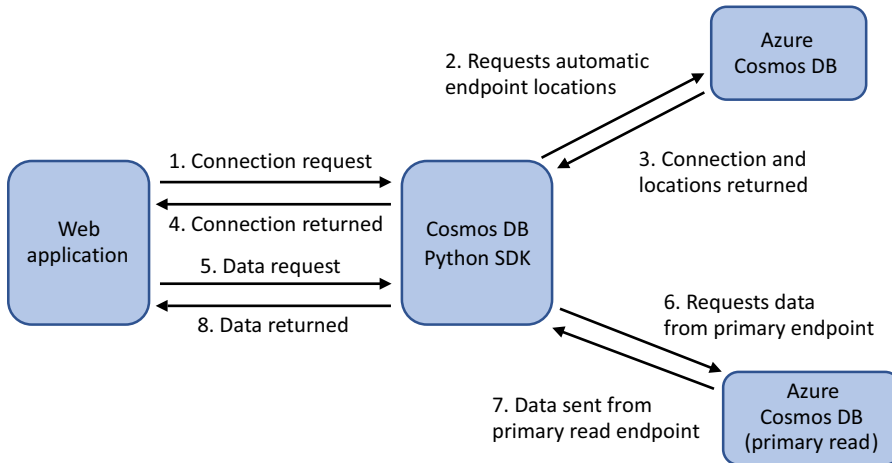 2. Requests automatic
endpoint locations
Azure
Cosmos DB
3. Connection and
locations returned
1. Connection request
4. Connection returned
Web
application
Cosmos DB
Python SDK
5. Data request
8. Data returned
6. Requests data
from primary endpoint
7. Data sent from
primary read endpoint
Azure
Cosmos DB
(primary read)